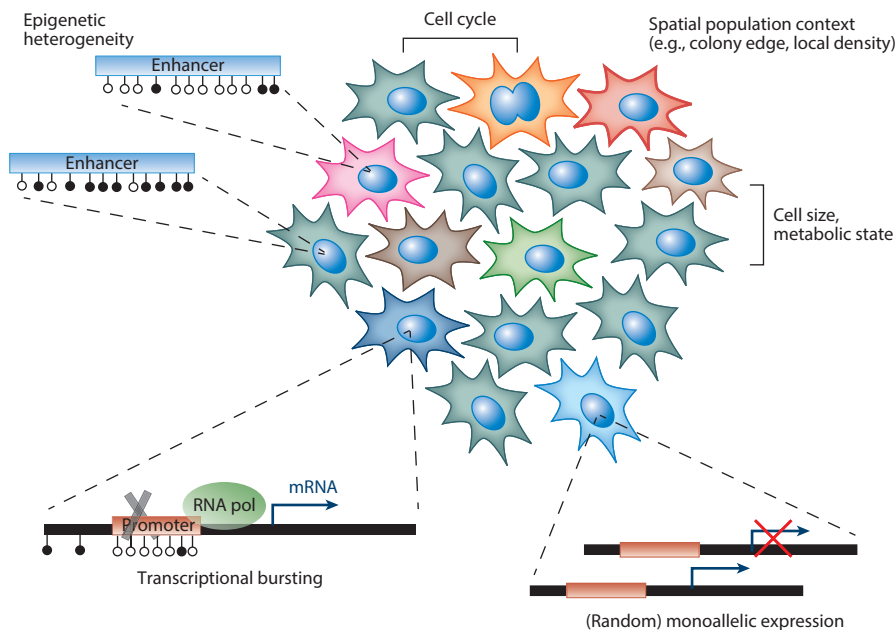 Epigenetic
heterogeneity
Cell cycle
Spatial population context
(e.g., colony edge, local density)
Enhancer
Enhancer
Cell size,
metabolic state
mRNA
RNA pol
Promoter
Transcriptional bursting
(Random) monoallelic expression